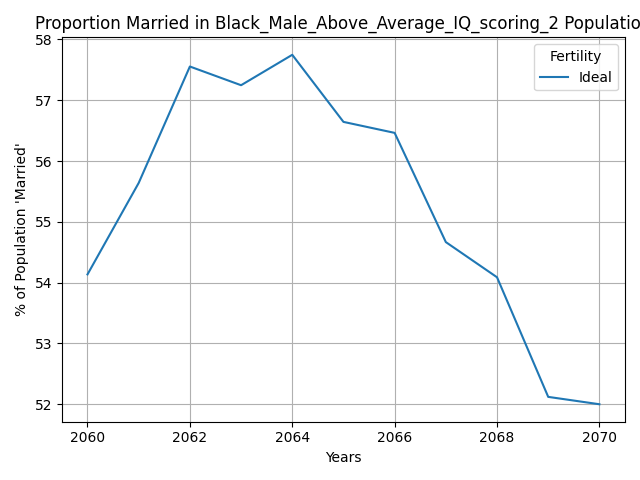 Proportion Married in Black_Male_Above_Average_IQ_scoring_2 Populatio
58
57
56
55
54
53
52
% of Population 'Married'
Fertility
Ideal
2060 2062 2064 2066 2068 2070
Years